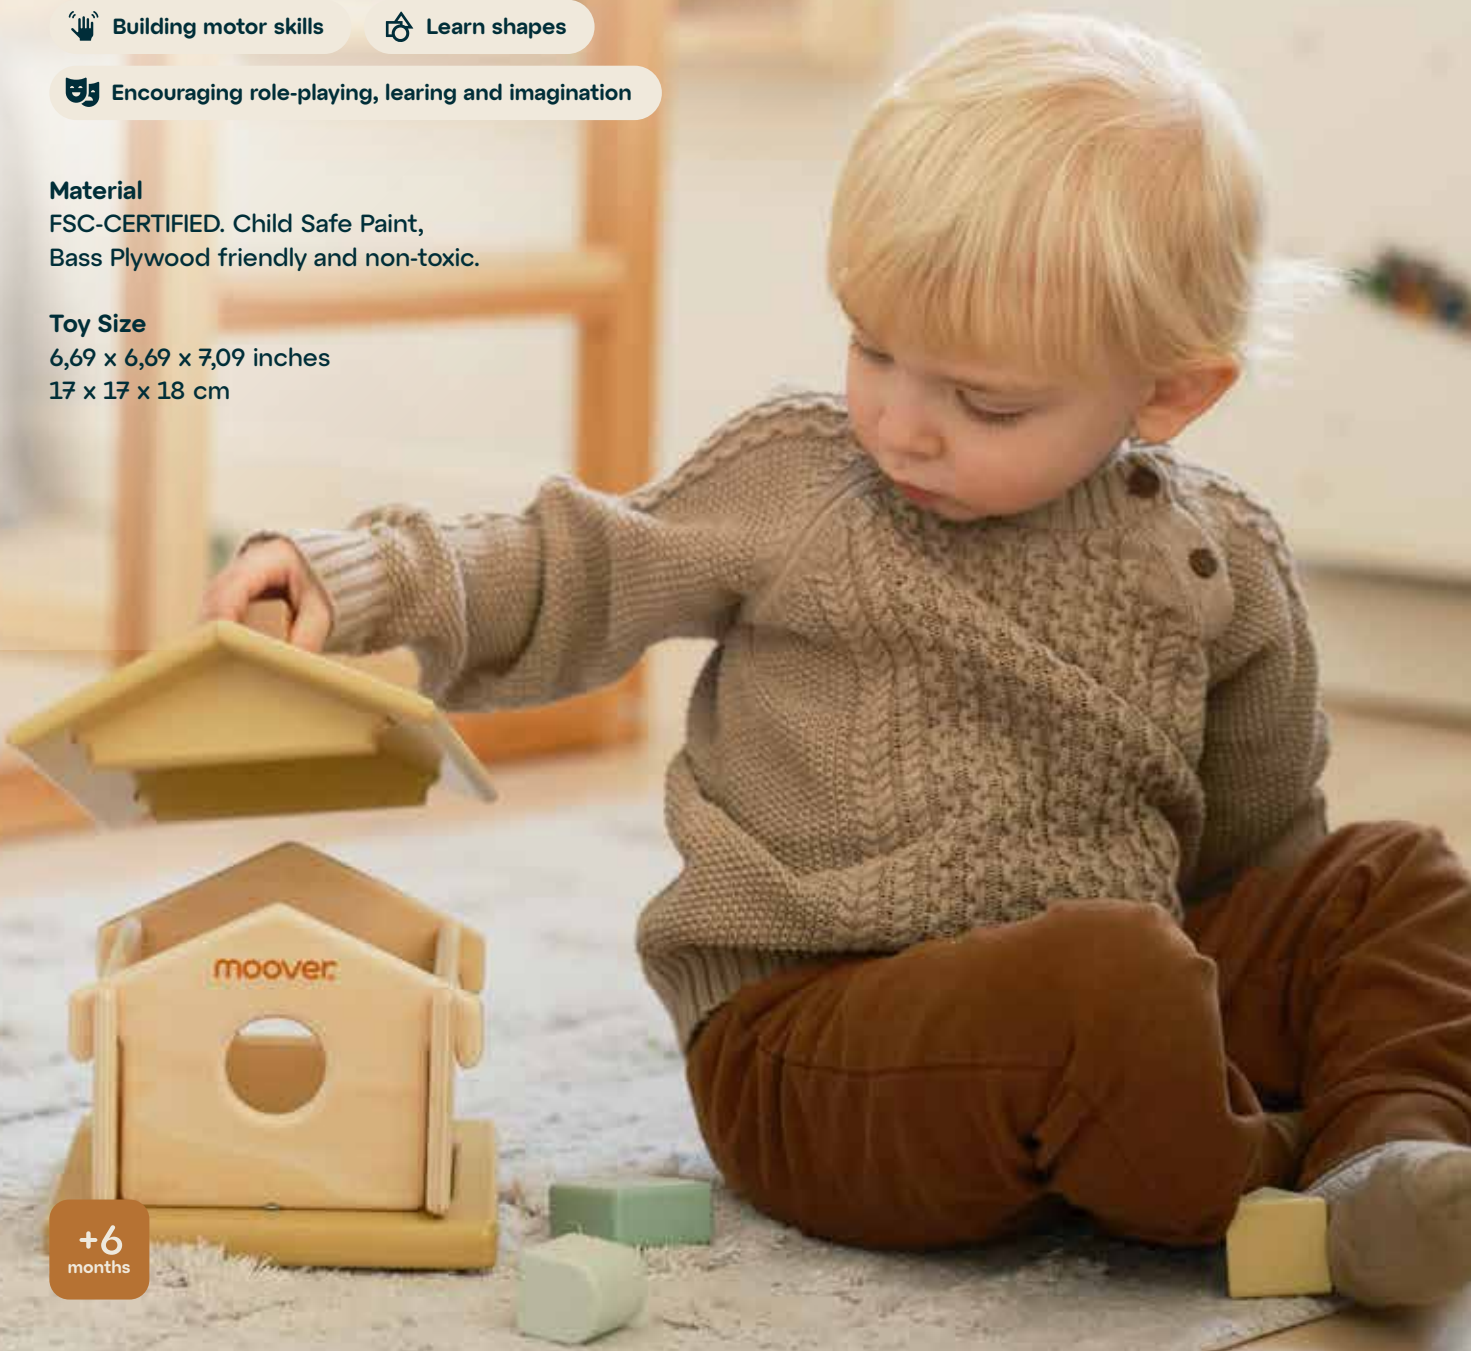 Building motor skills
Learn shapes
Encouraging role-playing, learing and imagination
Material
FSC-CERTIFIED. Child Safe Paint,
Bass Plywood friendly and non-toxic.
Toy Size
6,69 x 6,69 x 7,09 inches
17 x 17 x 18 cm
moover
+6
months